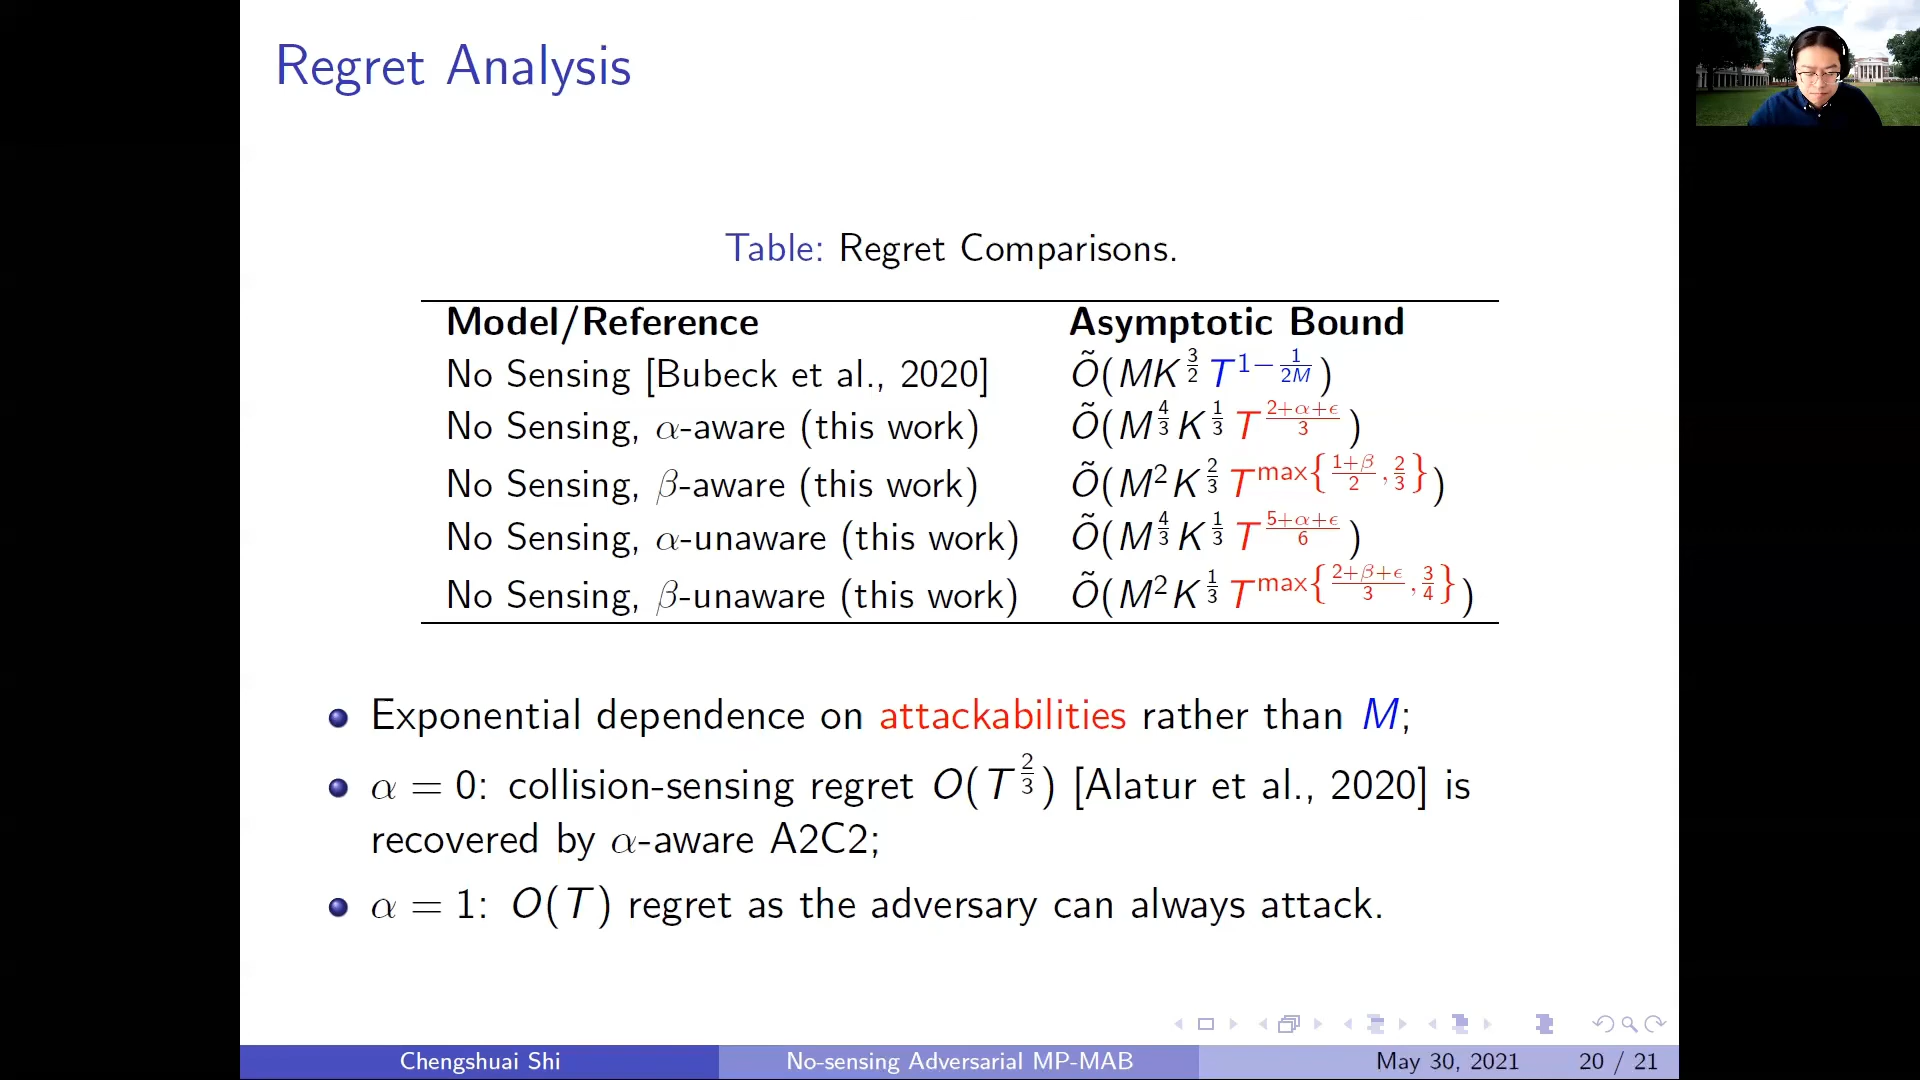 Regret Analysis
Table: Regret Comparisons.
Model/Reference Asymptotic Bound
No Sensing [Bubeck et al., 2020] Õ(MK^{3/2} T^{1−1/(2M)})
No Sensing, α-aware (this work) Õ(M^{4/3} K^{1/3} T^{(2+α+ϵ)/3})
No Sensing, β-aware (this work) Õ(M^2 K^{2/3} T^{max{(1+β)/2, 2/3}})
No Sensing, α-unaware (this work) Õ(M^{4/3} K^{1/3} T^{(5+α+ϵ)/6})
No Sensing, β-unaware (this work) Õ(M^2 K^{1/3} T^{max{(2+β+ϵ)/3, 3/4}})
Exponential dependence on attackabilities rather than M;
α = 0: collision-sensing regret O(T^{2/3}) [Alatur et al., 2020] is
recovered by α-aware A2C2;
α = 1: O(T) regret as the adversary can always attack.
Chengshuai Shi No-sensing Adversarial MP-MAB May 30, 2021 20 / 21